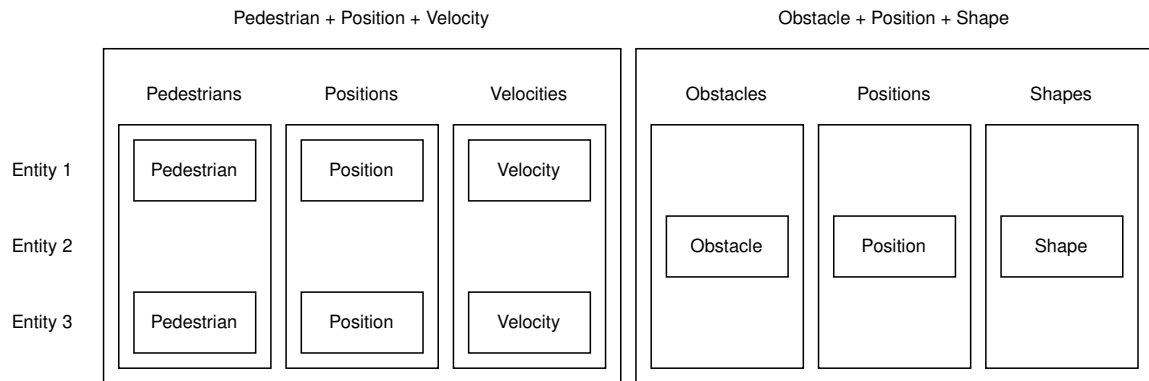 Pedestrian + Position + Velocity
Obstacle + Position + Shape
Pedestrians
Positions
Velocities
Obstacles
Positions
Shapes
Entity 1
Pedestrian
Position
Velocity
Entity 2
Obstacle
Position
Shape
Entity 3
Pedestrian
Position
Velocity